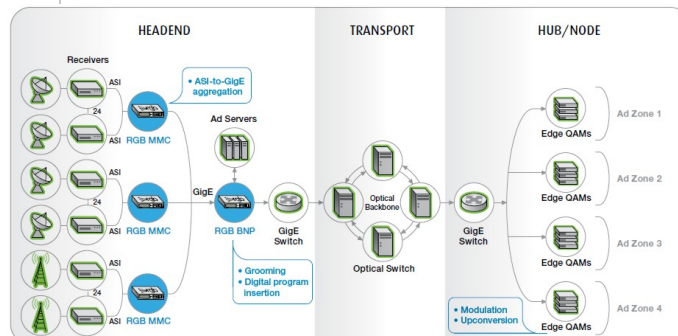 HEADEND
TRANSPORT
HUB/NODE
Receivers
ASI
24
ASI
RGB MMC
• ASI-to-GigE
aggregation
Ad Servers
ASI
24
ASI
RGB MMC
GigE
RGB BNP
GigE
Switch
Optical
Backbone
Optical Switch
GigE
Switch
• Grooming
• Digital program
insertion
ASI
24
ASI
RGB MMC
Edge QAMs
Ad Zone 1
Edge QAMs
Ad Zone 2
Edge QAMs
Ad Zone 3
Edge QAMs
Ad Zone 4
• Modulation
• Upconversion